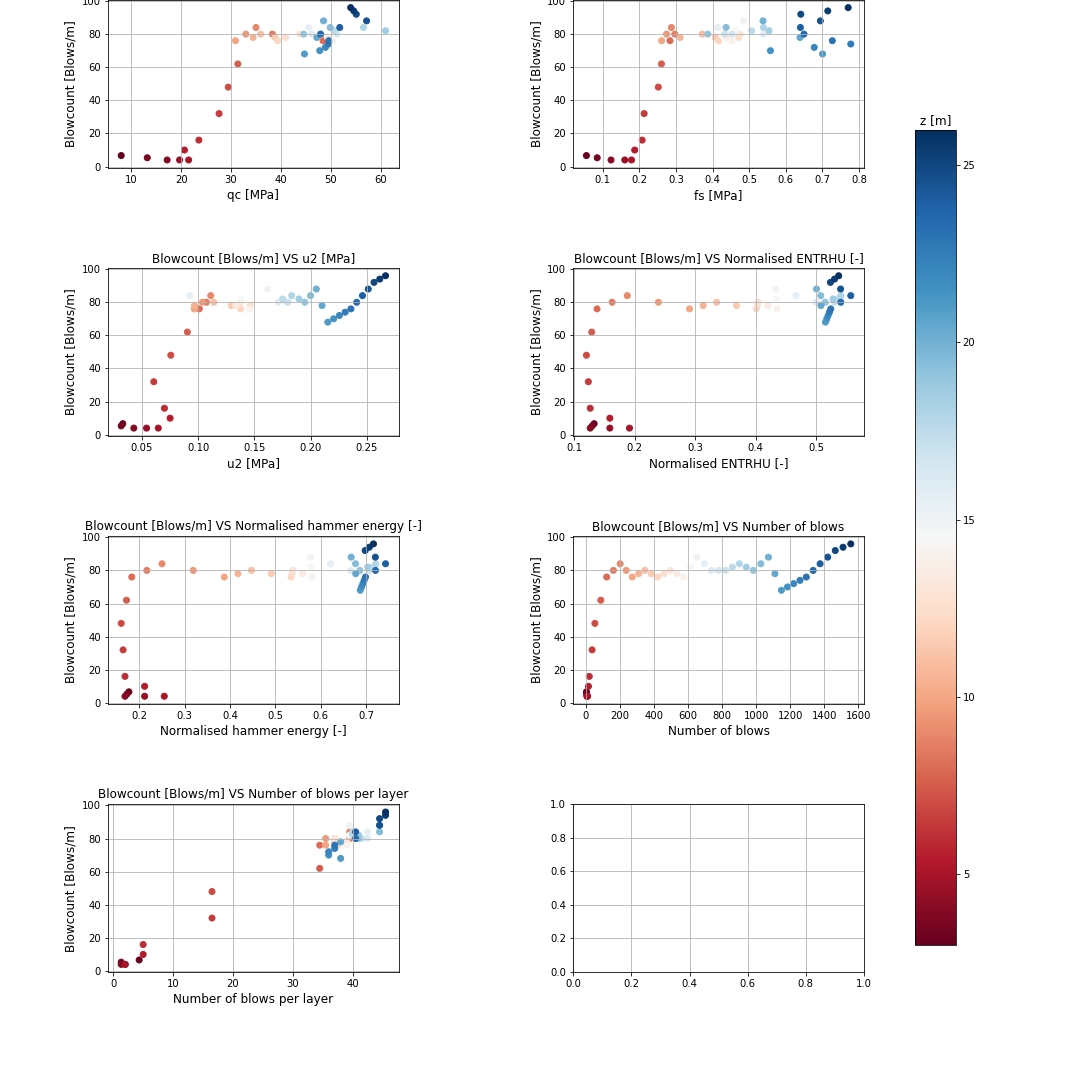 100
80
60
40
20
0
Blowcount [Blows/m]
10 20 30 40 50 60
qc [MPa]
100
80
60
40
20
0
Blowcount [Blows/m]
0.1 0.2 0.3 0.4 0.5 0.6 0.7 0.8
fs [MPa]
z [m]
25
20
15
10
5
Blowcount [Blows/m] VS u2 [MPa]
100
80
60
40
20
0
Blowcount [Blows/m]
0.05 0.10 0.15 0.20 0.25
u2 [MPa]
Blowcount [Blows/m] VS Normalised ENTRHU [-]
100
80
60
40
20
0
Blowcount [Blows/m]
0.1 0.2 0.3 0.4 0.5
Normalised ENTRHU [-]
Blowcount [Blows/m] VS Normalised hammer energy [-]
100
80
60
40
20
0
Blowcount [Blows/m]
0.2 0.3 0.4 0.5 0.6 0.7
Normalised hammer energy [-]
Blowcount [Blows/m] VS Number of blows
100
80
60
40
20
0
Blowcount [Blows/m]
0 200 400 600 800 1000 1200 1400 1600
Number of blows
Blowcount [Blows/m] VS Number of blows per layer
100
80
60
40
20
0
Blowcount [Blows/m]
0 10 20 30 40
Number of blows per layer
1.0
0.8
0.6
0.4
0.2
0.0
0.0 0.2 0.4 0.6 0.8 1.0